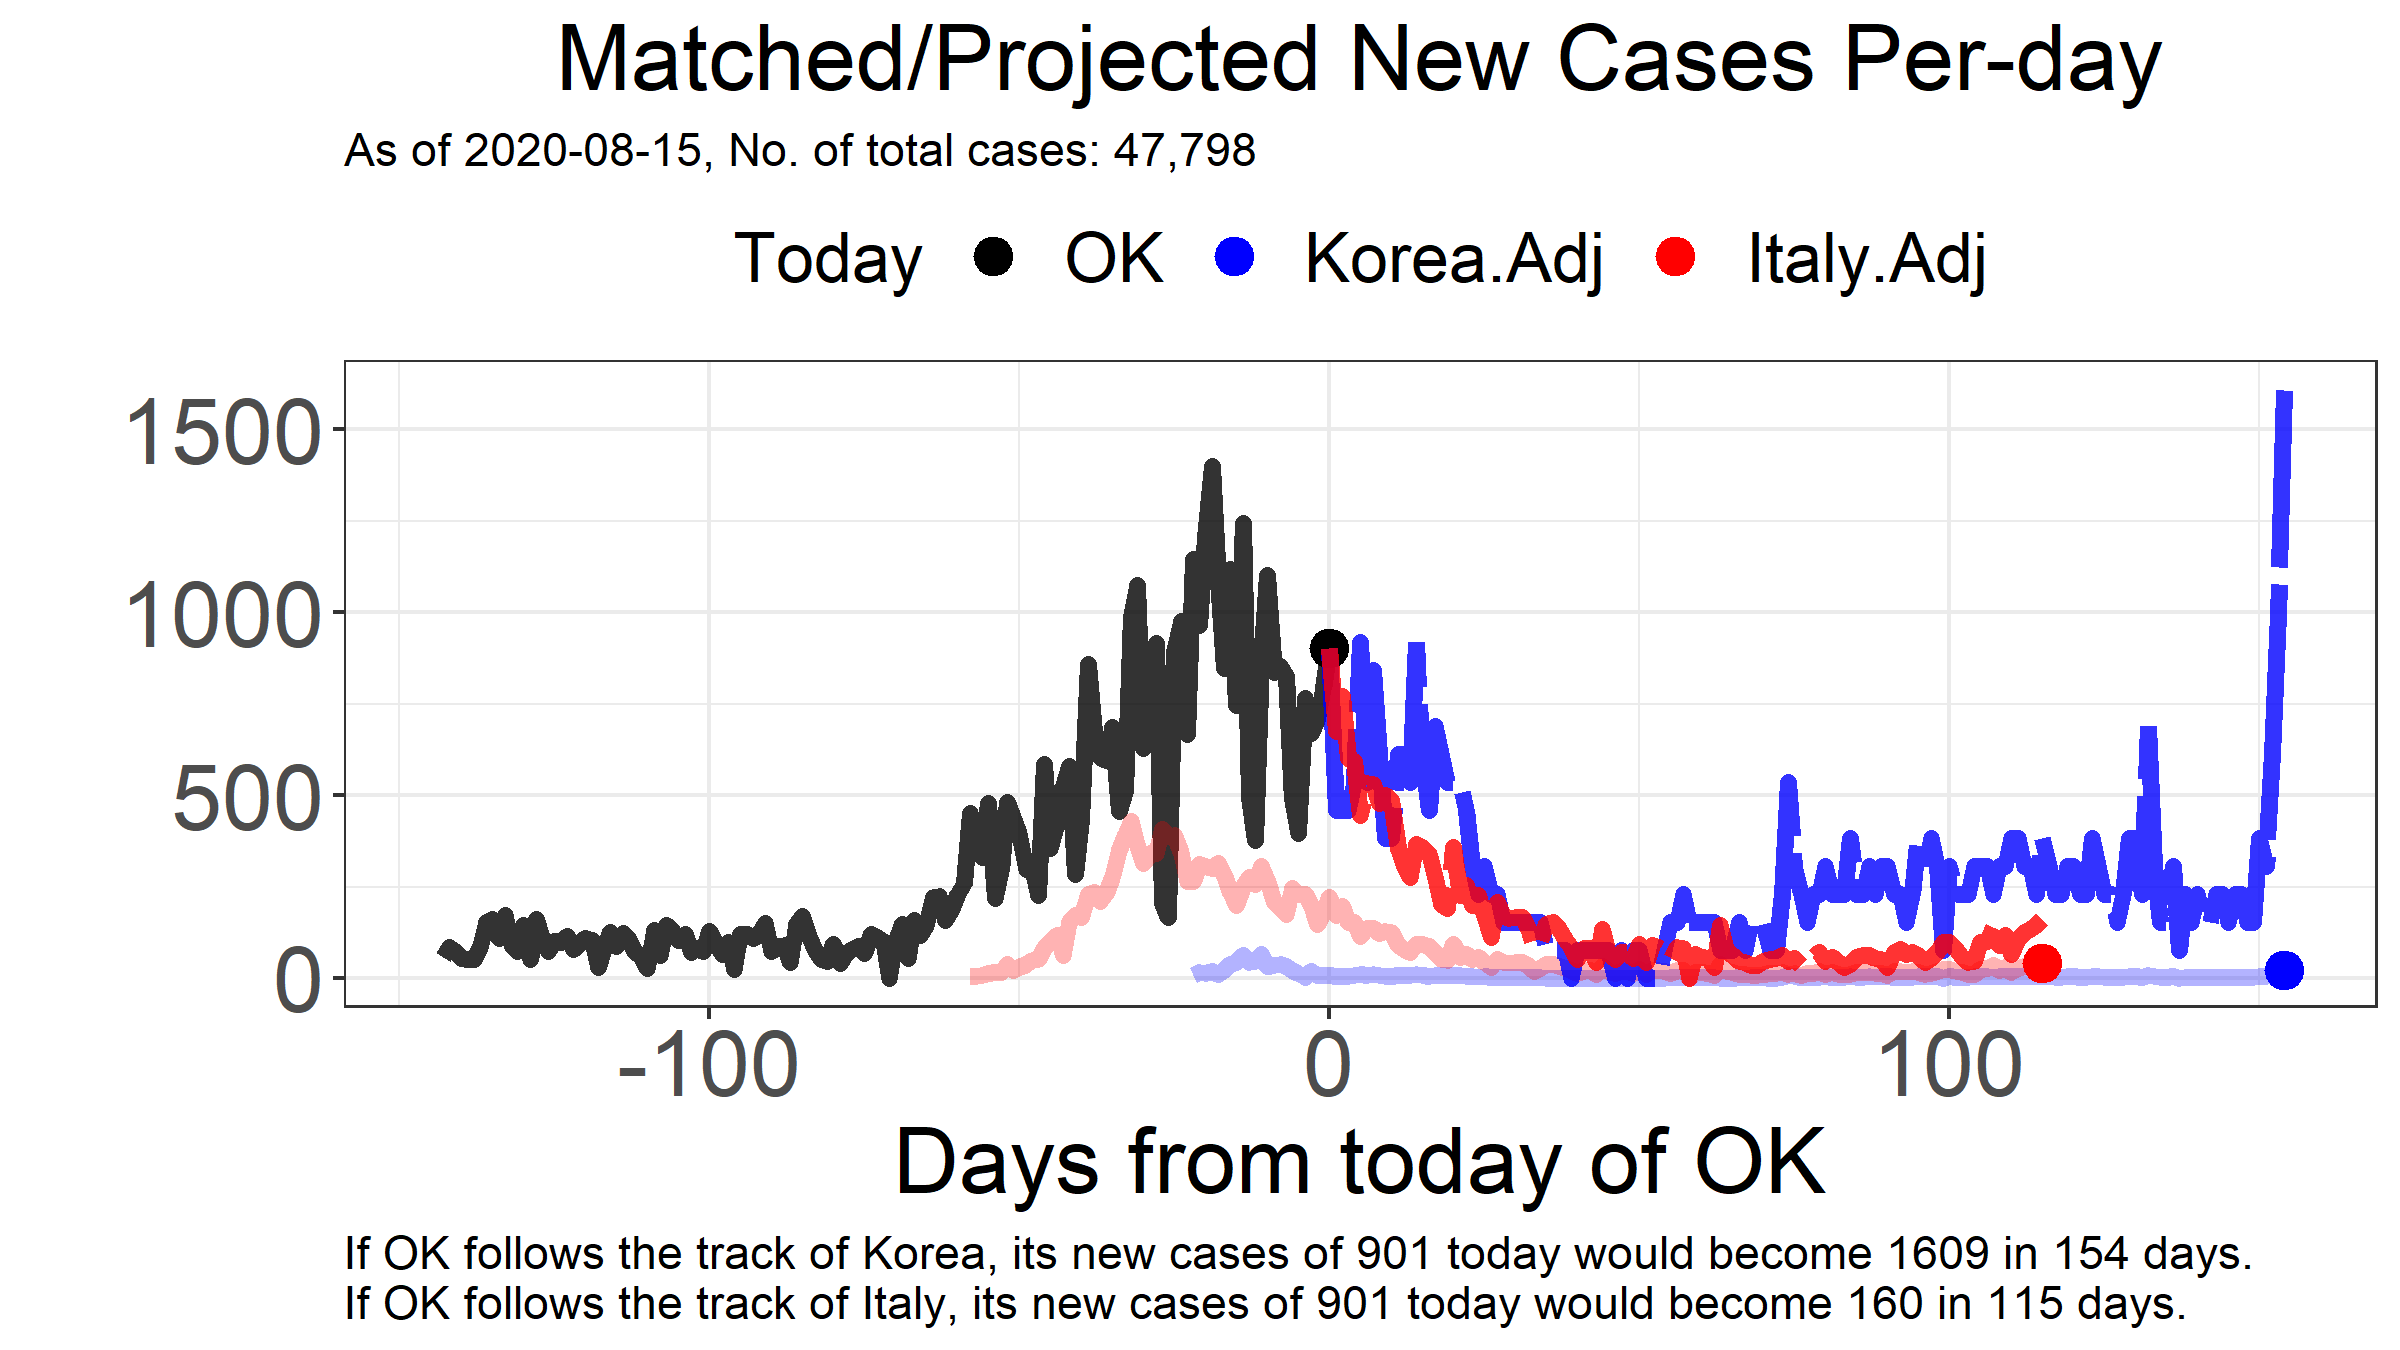 Matched/Projected New Cases Per-day
As of 2020-08-15, No. of total cases: 47,798
Today OK Korea.Adj Italy.Adj
1500
1000
500
0
-100 0 100
Days from today of OK
If OK follows the track of Korea, its new cases of 901 today would become 1609 in 154 days.
If OK follows the track of Italy, its new cases of 901 today would become 160 in 115 days.